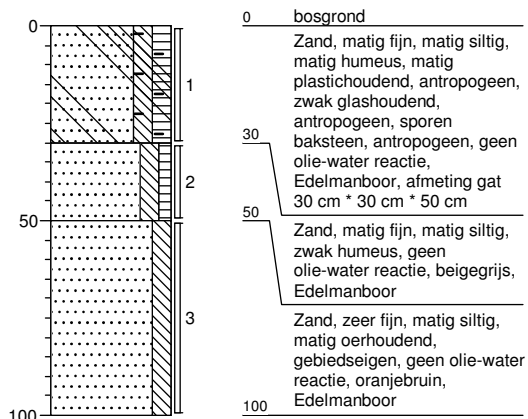 0
50
100
1
2
3
0 bosgrond
Zand, matig fijn, matig siltig,
matig humeus, matig
plastichoudend, antropogeen,
zwak glashoudend,
antropogeen, sporen
baksteen, antropogeen, geen
olie-water reactie,
Edelmanboor, afmeting gat
30 cm * 30 cm * 50 cm
30
Zand, matig fijn, matig siltig,
zwak humeus, geen
olie-water reactie, beigegrijs,
Edelmanboor
50
Zand, zeer fijn, matig siltig,
matig oerhoudend,
gebiedseigen, geen olie-water
reactie, oranjebruin,
Edelmanboor
100